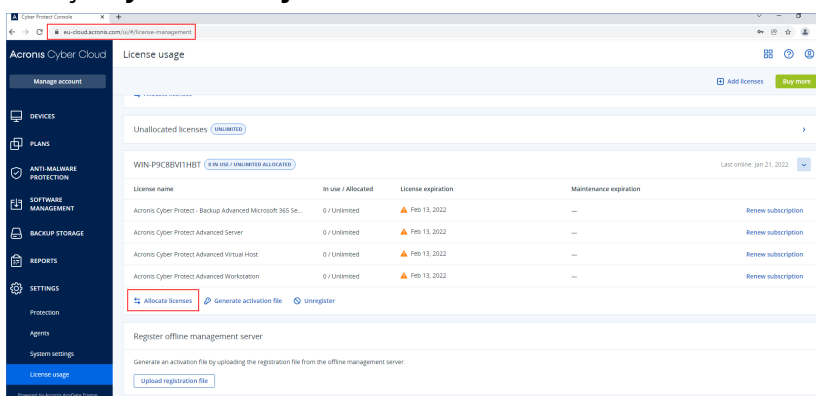 Cyber Protect Console
eu-cloud.acronis.com/ui/#/license-management
Acronis Cyber Cloud
License usage
Manage account
Add licenses
Buy more
DEVICES
Unallocated licenses UNLIMITED
PLANS
WIN-P9C8BVI1HBT 0 IN USE / UNLIMITED ALLOCATED
Last online: Jan 21, 2022
ANTI-MALWARE
PROTECTION
License name In use / Allocated License expiration Maintenance expiration
SOFTWARE
MANAGEMENT
Acronis Cyber Protect - Backup Advanced Microsoft 365 Se... 0 / Unlimited Feb 13, 2022 — Renew subscription
BACKUP STORAGE
Acronis Cyber Protect Advanced Server 0 / Unlimited Feb 13, 2022 — Renew subscription
Acronis Cyber Protect Advanced Virtual Host 0 / Unlimited Feb 13, 2022 — Renew subscription
REPORTS
Acronis Cyber Protect Advanced Workstation 0 / Unlimited Feb 13, 2022 — Renew subscription
SETTINGS
Allocate licenses Generate activation file Unregister
Protection
Agents
Register offline management server
System settings
Generate an activation file by uploading the registration file from the offline management server.
License usage
Upload registration file